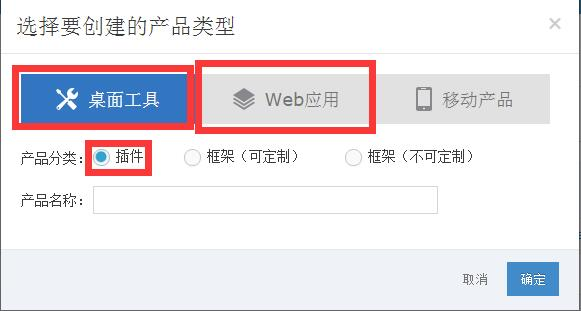 选择要创建的产品类型 ×
桌面工具 Web应用 移动产品
产品分类： 插件 框架（可定制） 框架（不可定制）
产品名称：
取消 确定